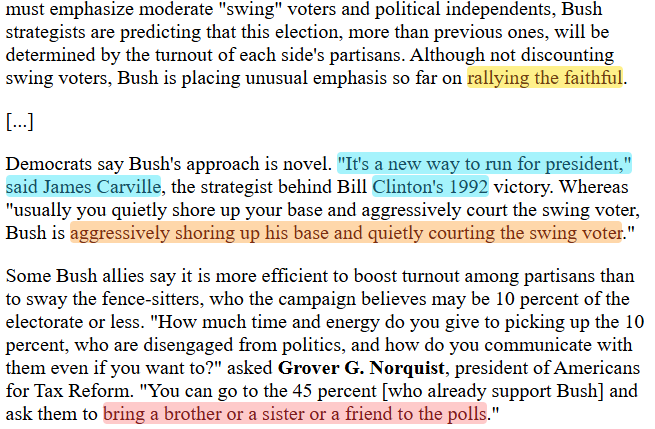 must emphasize moderate "swing" voters and political independents, Bush
strategists are predicting that this election, more than previous ones, will be
determined by the turnout of each side's partisans. Although not discounting
swing voters, Bush is placing unusual emphasis so far on rallying the faithful.
[...]
Democrats say Bush's approach is novel. "It's a new way to run for president,"
said James Carville, the strategist behind Bill Clinton's 1992 victory. Whereas
"usually you quietly shore up your base and aggressively court the swing voter,
Bush is aggressively shoring up his base and quietly courting the swing voter."
Some Bush allies say it is more efficient to boost turnout among partisans than
to sway the fence-sitters, who the campaign believes may be 10 percent of the
electorate or less. "How much time and energy do you give to picking up the 10
percent, who are disengaged from politics, and how do you communicate with
them even if you want to?" asked Grover G. Norquist, president of Americans
for Tax Reform. "You can go to the 45 percent [who already support Bush] and
ask them to bring a brother or a sister or a friend to the polls."